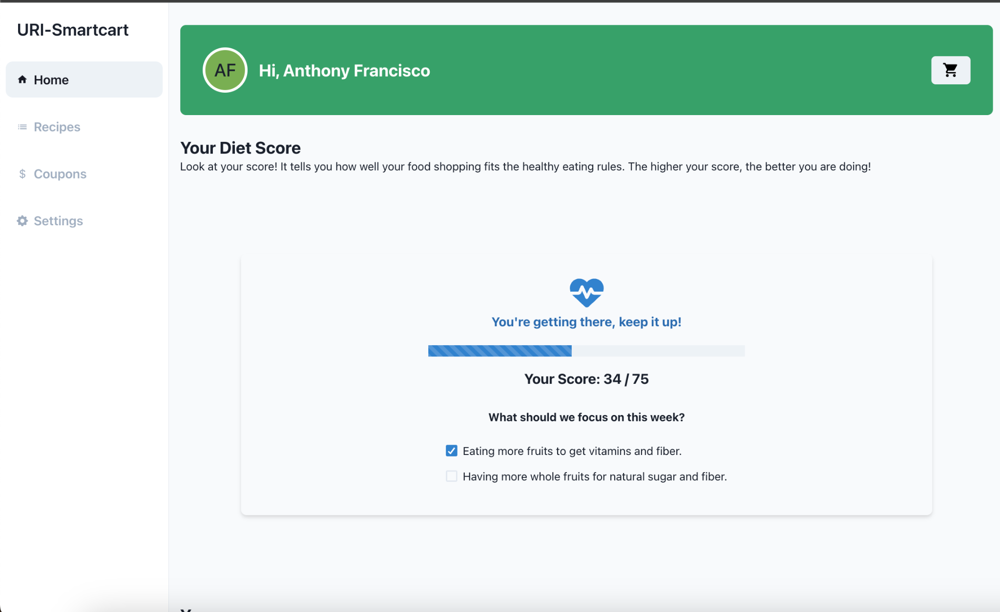 URI-Smartcart
Home
Recipes
$ Coupons
Settings
AF
Hi, Anthony Francisco
Your Diet Score
Look at your score! It tells you how well your food shopping fits the healthy eating rules. The higher your score, the better you are doing!
You're getting there, keep it up!
Your Score: 34 / 75
What should we focus on this week?
Eating more fruits to get vitamins and fiber.
Having more whole fruits for natural sugar and fiber.